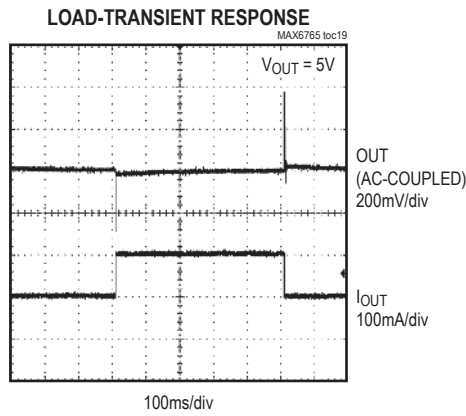 LOAD-TRANSIENT RESPONSE
MAX6765 toc19
VOUT = 5V
OUT
(AC-COUPLED)
200mV/div
IOUT
100mA/div
100ms/div